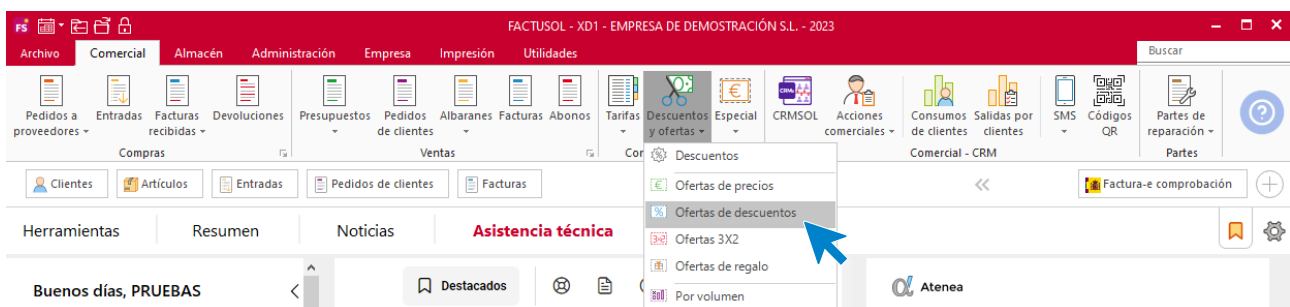 FS FACTUSOL - XD1 - EMPRESA DE DEMOSTRACIÓN S.L. - 2023
Archivo Comercial Almacén Administración Empresa Impresión Utilidades Buscar
Pedidos a proveedores Entradas Facturas recibidas Devoluciones Presupuestos Pedidos de clientes Albaranes Facturas Abonos Tarifas Descuentos y ofertas Especial CRMSOL Acciones comerciales Consumos de clientes Salidas por clientes SMS Códigos QR Partes de reparación
Compras Ventas Cor Comercial - CRM Partes
Descuentos
Clientes Artículos Entradas Pedidos de clientes Facturas Factura-e comprobación
Ofertas de precios
Ofertas de descuentos
Herramientas Resumen Noticias Asistencia técnica
Ofertas 3X2
Ofertas de regalo
Buenos días, PRUEBAS Destacados Atenea
Por volumen